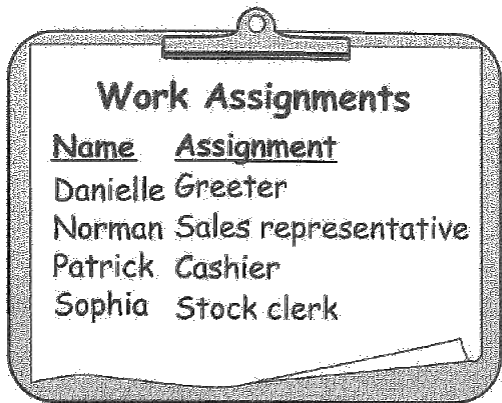 Work Assignments
Name Assignment
Danielle Greeter
Norman Sales representative
Patrick Cashier
Sophia Stock clerk